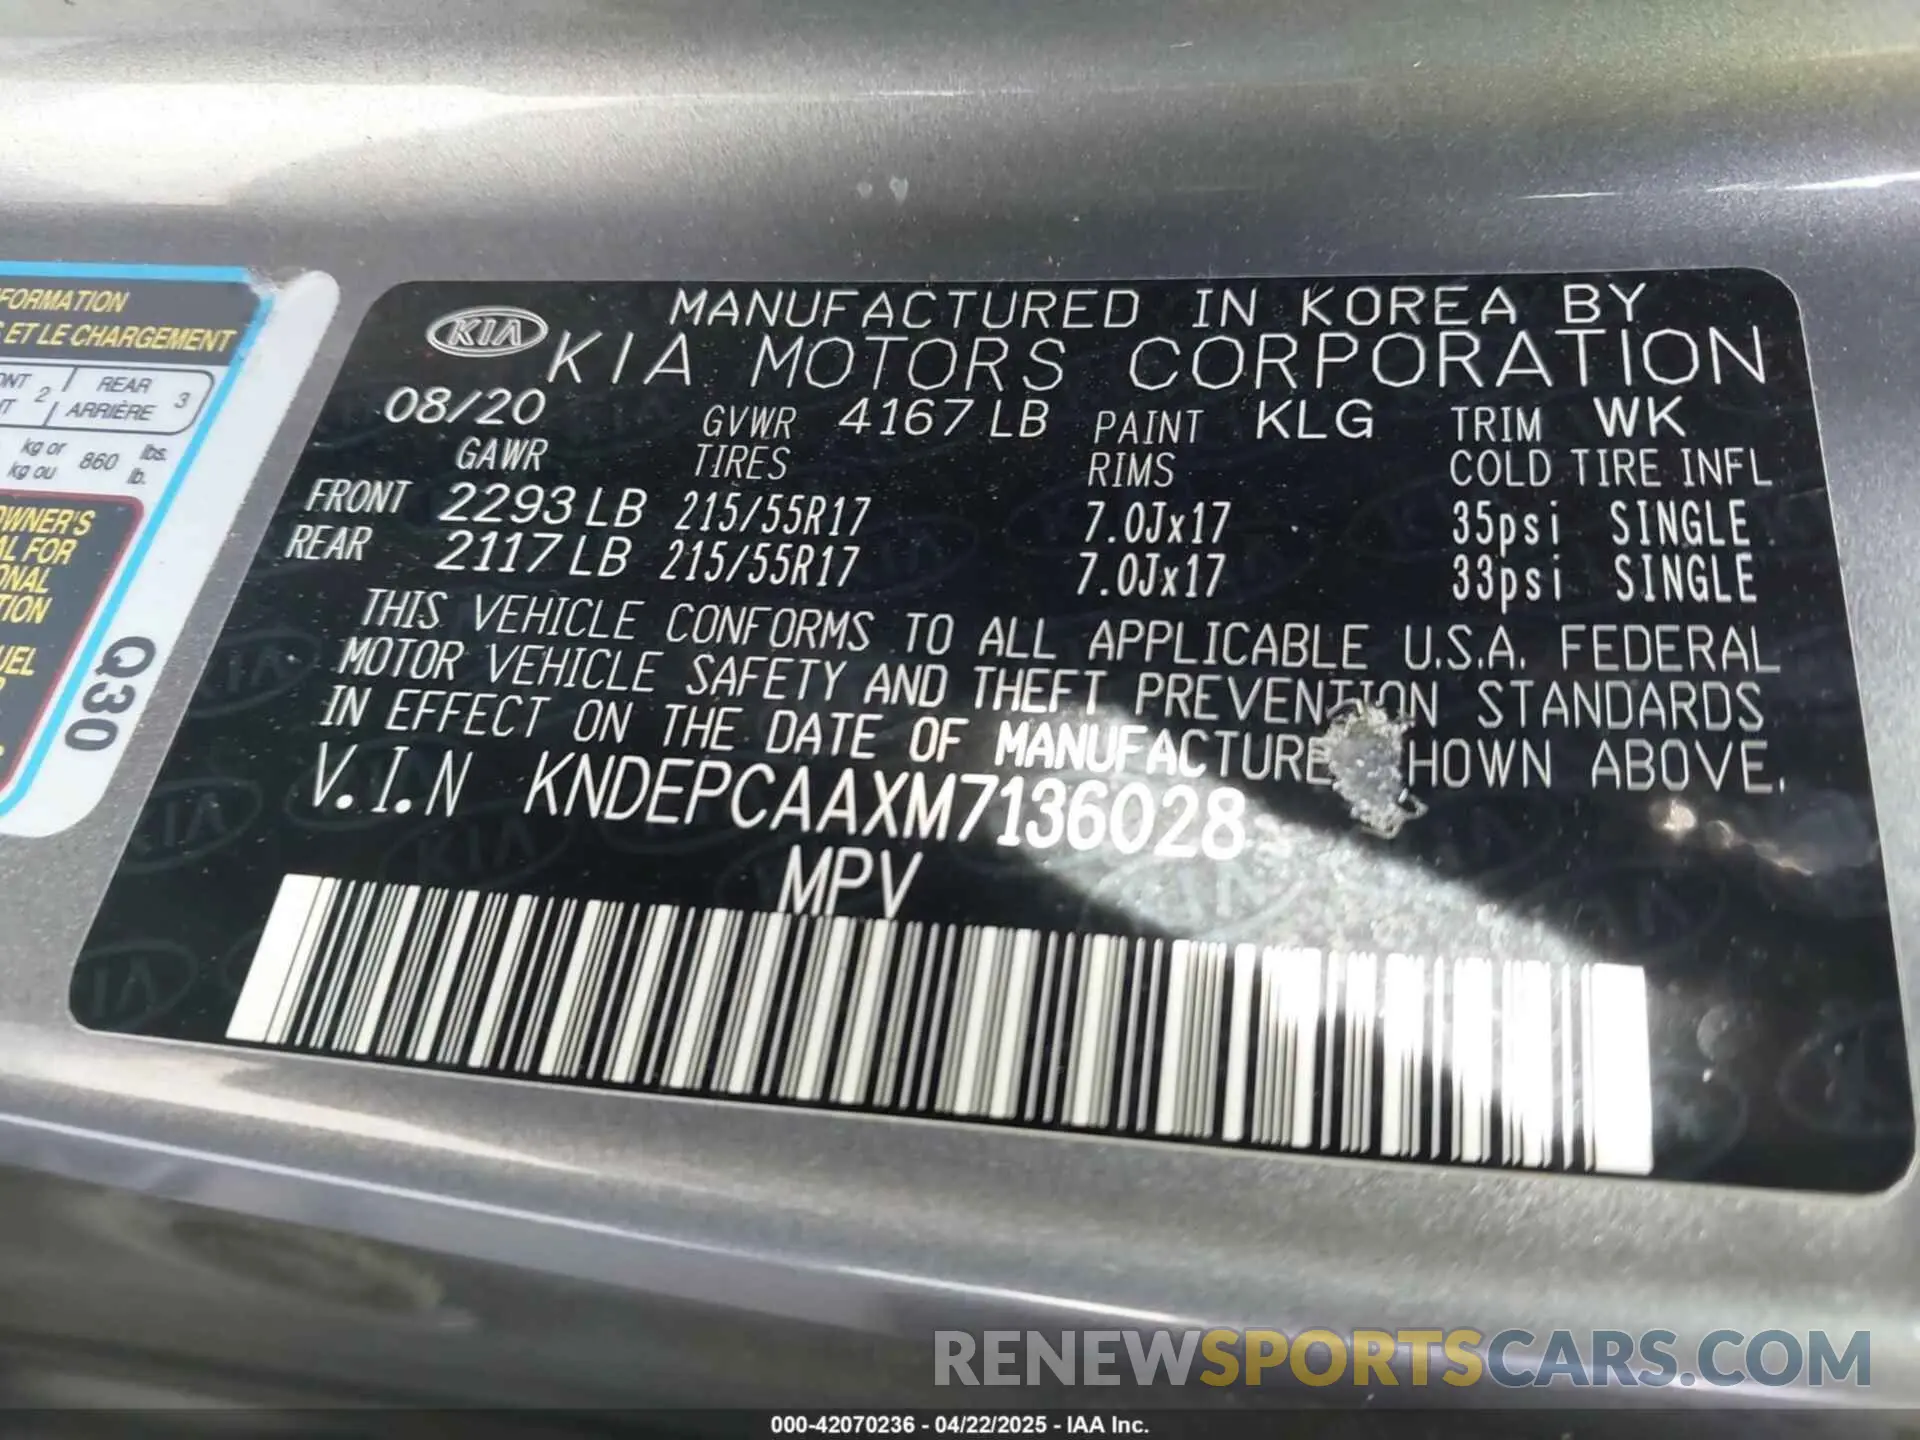 FORMATION
ET LE CHARGEMENT
2 REAR 3
ARRIÈRE
kg or 860 lbs.
kg ou lb.
OWNER'S
FOR
Q30
MANUFACTURED IN KOREA BY
KIA KIA MOTORS CORPORATION
08/20 GVWR 4167 LB PAINT KLG TRIM WK
GAWR TIRES RIMS COLD TIRE INFL
FRONT 2293 LB 215/55R17 7.0Jx17 35psi SINGLE
REAR 2117 LB 215/55R17 7.0Jx17 33psi SINGLE
THIS VEHICLE CONFORMS TO ALL APPLICABLE U.S.A. FEDERAL
MOTOR VEHICLE SAFETY AND THEFT PREVENTION STANDARDS
IN EFFECT ON THE DATE OF MANUFACTURE HOWN ABOVE.
V.I.N KNDEPCAAXM7136028
MPV
RENEWSPORTSCARS.COM
000-42070236 - 04/22/2025 - IAA Inc.